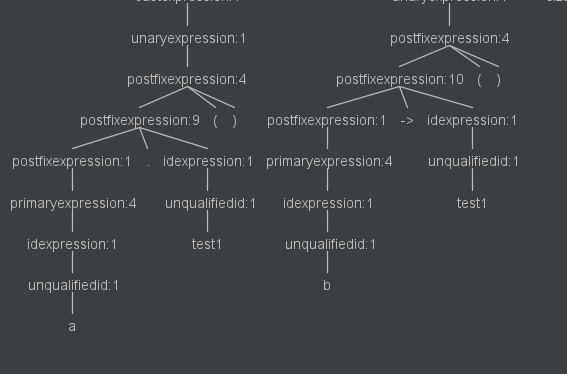 unaryexpression:1 postfixexpression:4
postfixexpression:4 postfixexpression:10 ( )
postfixexpression:9 ( ) postfixexpression:1 -> idexpression:1
postfixexpression:1 . idexpression:1 primaryexpression:4 unqualifiedid:1
primaryexpression:4 unqualifiedid:1 idexpression:1 test1
idexpression:1 test1 unqualifiedid:1
unqualifiedid:1 b
a